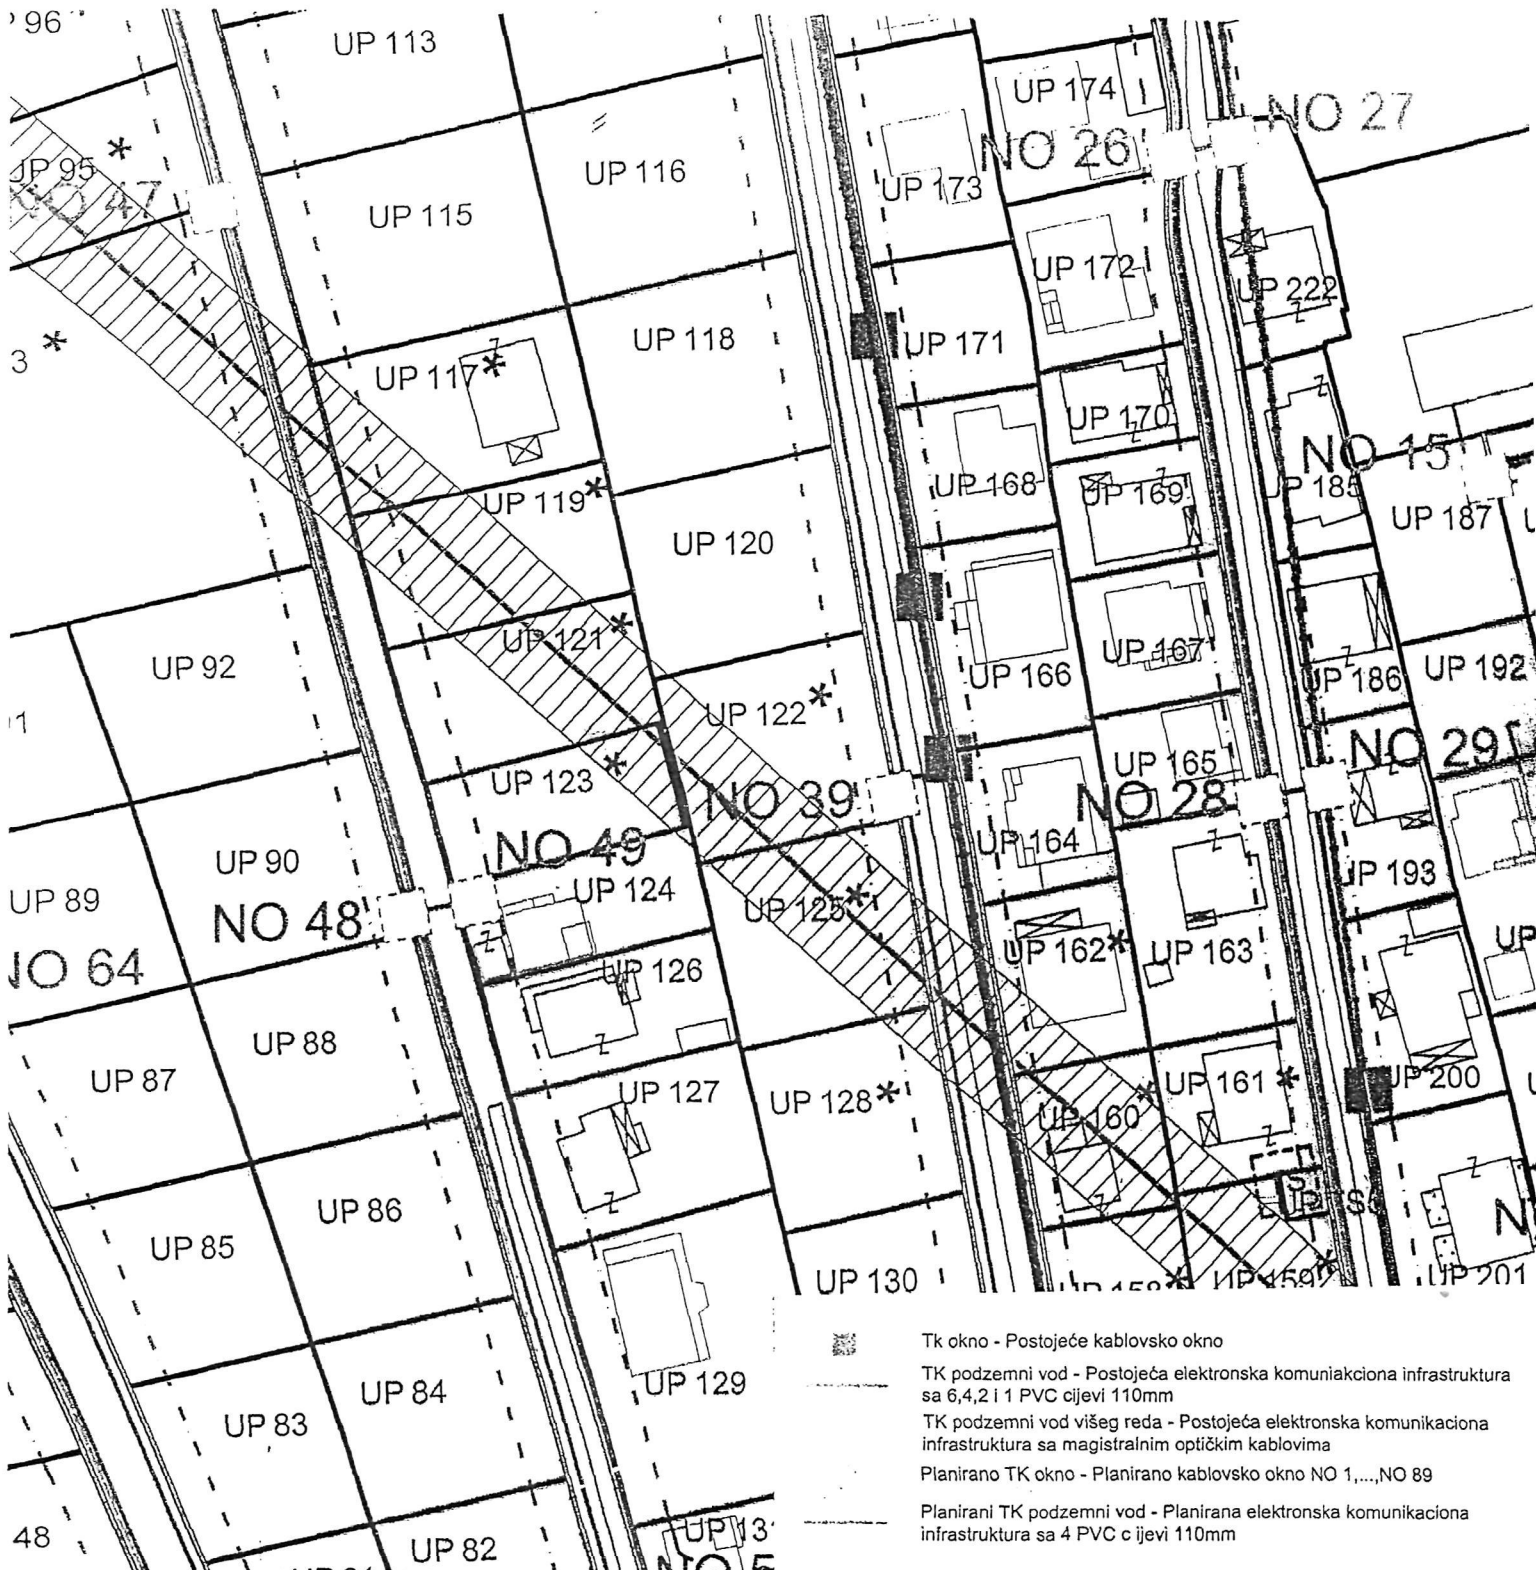 96
UP 113
UP 174
NO 27
NO 26
UP 95 *
NO 47
UP 116
UP 173
UP 115
UP 172
UP 222
3 *
UP 118
UP 171
UP 117 *
UP 170
NO 15
UP 168
UP 169
UP 185
UP 119 *
UP 187
UP 120
UP 121 *
UP 167
UP 92
UP 166
UP 186
UP 192
UP 122 *
UP 165
NO 29
UP 123 *
NO 39
NO 28
UP 164
NO 49
UP 90
UP 193
UP 89
UP 124
UP 125 *
NO 48
UP 162 *
UP 163
UP
NO 64
UP 126
UP 88
UP 87
UP 127
UP 128 *
UP 161 *
UP 200
UP 160 *
UP 86
UP 85
UP 130
UP 158 *
UP 159 *
UP 201
Tk okno - Postojeće kablovsko okno
UP 129
TK podzemni vod - Postojeća elektronska komuniakciona infrastruktura
sa 6,4,2 i 1 PVC cijevi 110mm
UP 84
UP 83
TK podzemni vod višeg reda - Postojeća elektronska komunikaciona
infrastruktura sa magistralnim optičkim kablovima
Planirano TK okno - Planirano kablovsko okno NO 1,...,NO 89
Planirani TK podzemni vod - Planirana elektronska komunikaciona
infrastruktura sa 4 PVC c ijevi 110mm
48
UP 82